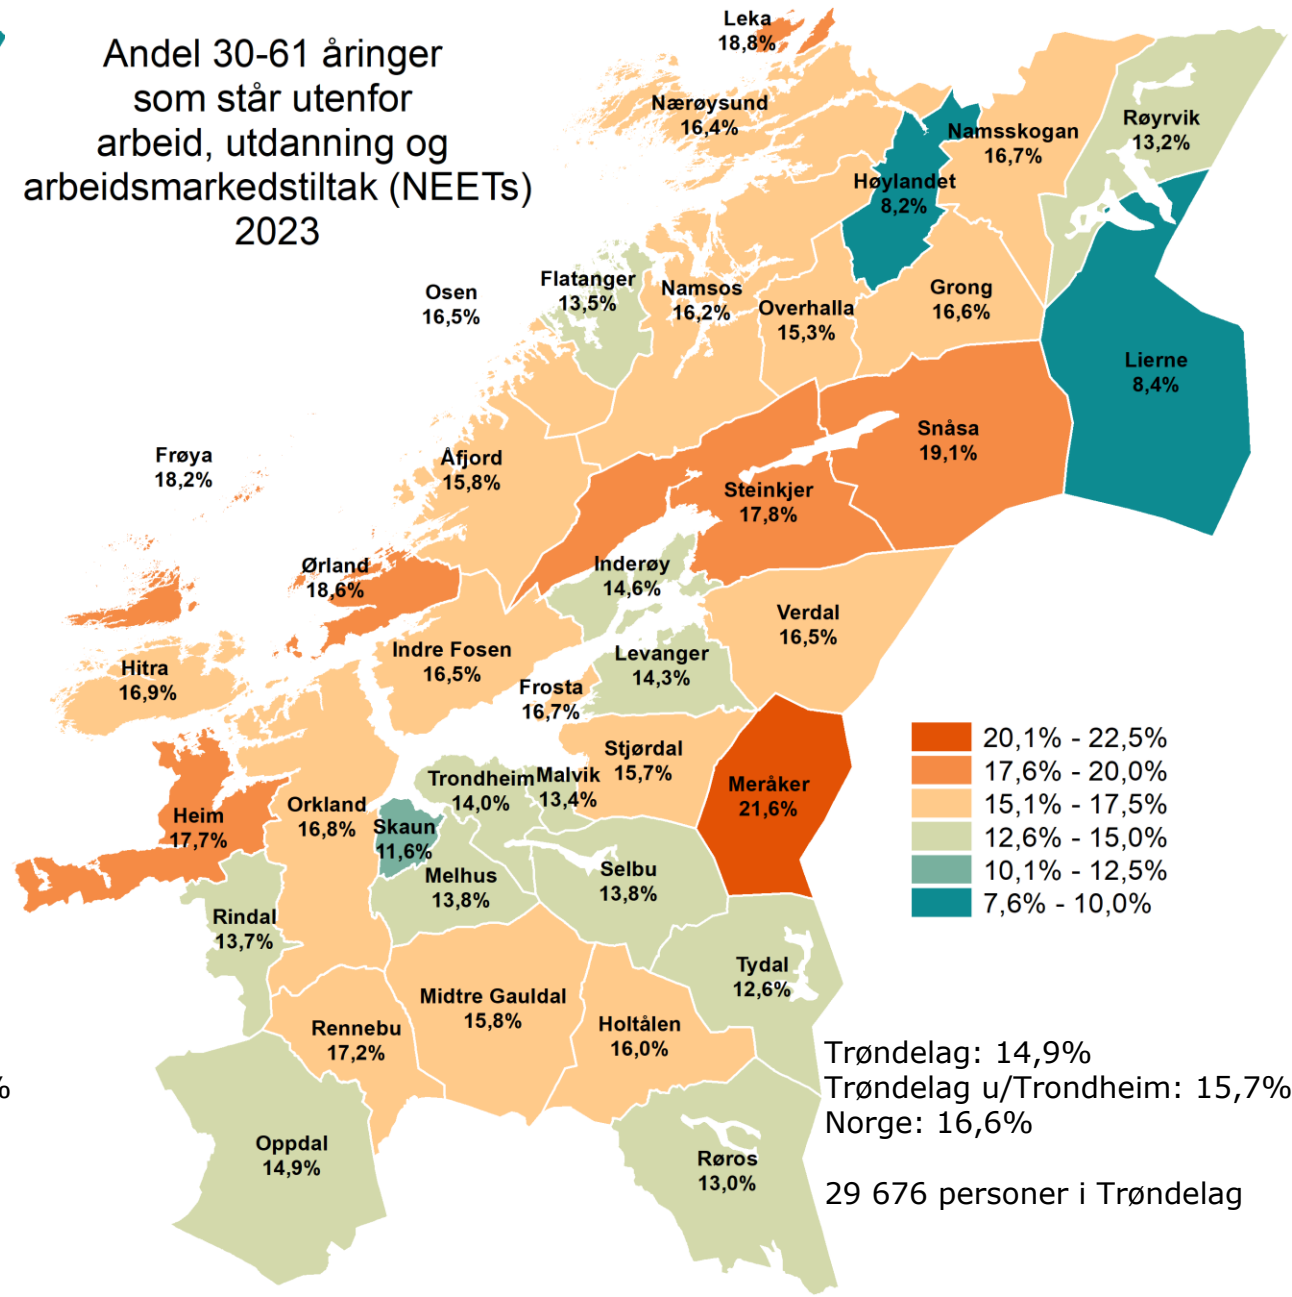 Andel 30-61 åringer
som står utenfor
arbeid, utdanning og
arbeidsmarkedstiltak (NEETs)
2023
Leka
18,8%
Nærøysund
16,4%
Namsskogan
16,7%
Røyrvik
13,2%
Høylandet
8,2%
Flatanger
13,5%
Osen
16,5%
Namsos
16,2%
Overhalla
15,3%
Grong
16,6%
Lierne
8,4%
Snåsa
19,1%
Frøya
18,2%
Åfjord
15,8%
Steinkjer
17,8%
Ørland
18,6%
Inderøy
14,6%
Verdal
16,5%
Hitra
16,9%
Indre Fosen
16,5%
Levanger
14,3%
Frosta
16,7%
Stjørdal
15,7%
Trondheim
14,0%
Malvik
13,4%
Meråker
21,6%
Heim
17,7%
Orkland
16,8%
Skaun
11,6%
Melhus
13,8%
Selbu
13,8%
Rindal
13,7%
Tydal
12,6%
Midtre Gauldal
15,8%
Rennebu
17,2%
Holtålen
16,0%
Oppdal
14,9%
Røros
13,0%
20,1% - 22,5%
17,6% - 20,0%
15,1% - 17,5%
12,6% - 15,0%
10,1% - 12,5%
7,6% - 10,0%
%
Trøndelag: 14,9%
Trøndelag u/Trondheim: 15,7%
Norge: 16,6%
29 676 personer i Trøndelag